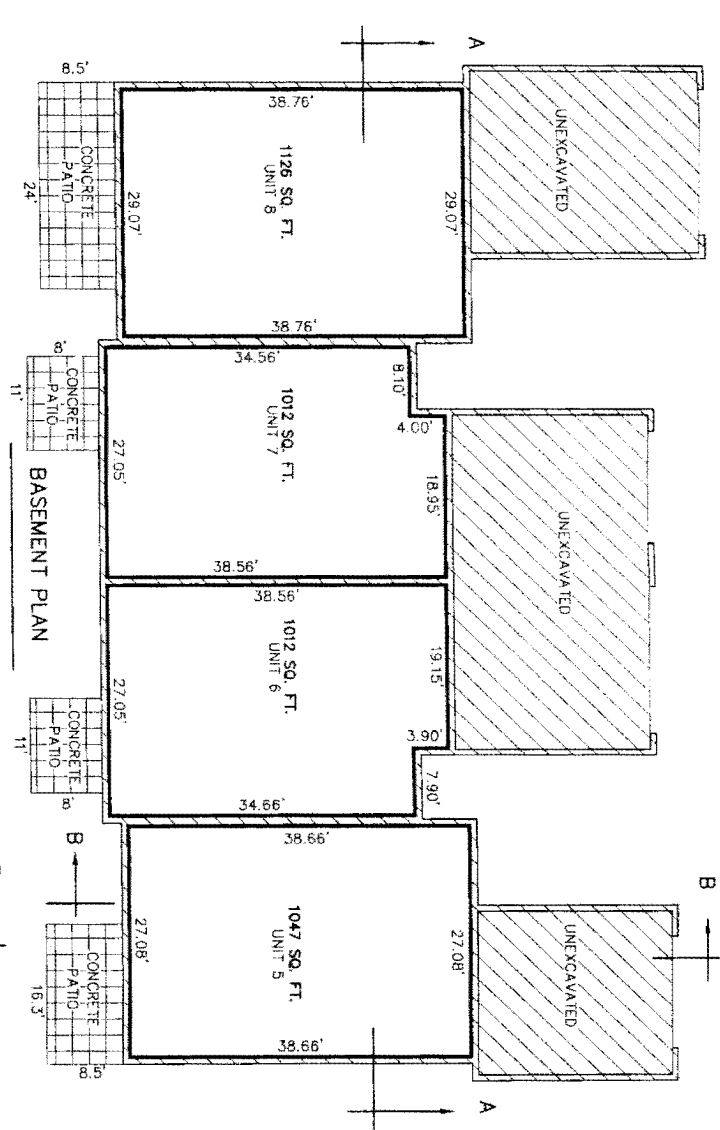 A
8.5'
CONCRETE
PATIO
24'
38.76'
29.07'
1126 SQ. FT.
UNIT 8
29.07'
38.76'
UNEXCAVATED
8'
CONCRETE
PATIO
11'
34.56'
8.10'
4.00'
1012 SQ. FT.
UNIT 7
27.05'
18.95'
38.56'
UNEXCAVATED
BASEMENT PLAN
38.56'
1012 SQ. FT.
UNIT 6
19.15'
3.90'
7.90'
27.05'
34.66'
CONCRETE
PATIO
11'
8'
B
B
38.66'
1047 SQ. FT.
UNIT 5
27.08'
27.08'
38.66'
UNEXCAVATED
CONCRETE
PATIO
16.3'
8.5'
A